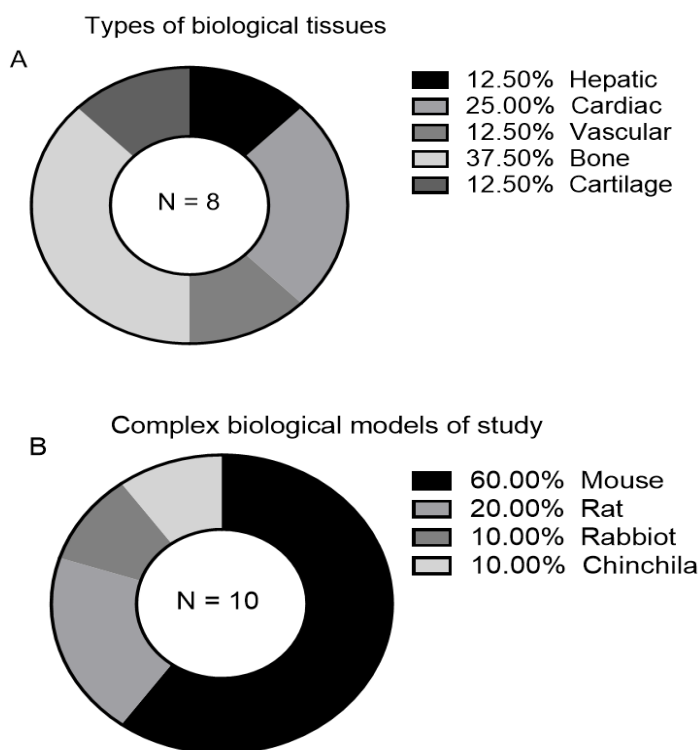 Types of biological tissues
A
12.50% Hepatic
25.00% Cardiac
12.50% Vascular
37.50% Bone
12.50% Cartilage
N = 8
Complex biological models of study
B
60.00% Mouse
20.00% Rat
10.00% Rabbiot
10.00% Chinchila
N = 10